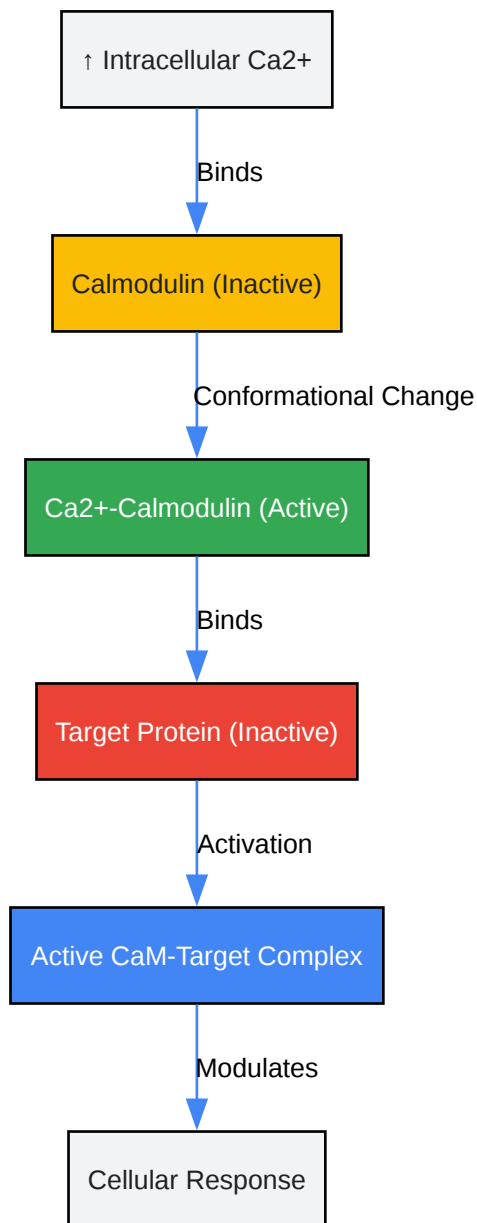 ↑ Intracellular Ca2+
Binds
Calmodulin (Inactive)
Conformational Change
Ca2+-Calmodulin (Active)
Binds
Target Protein (Inactive)
Activation
Active CaM-Target Complex
Modulates
Cellular Response